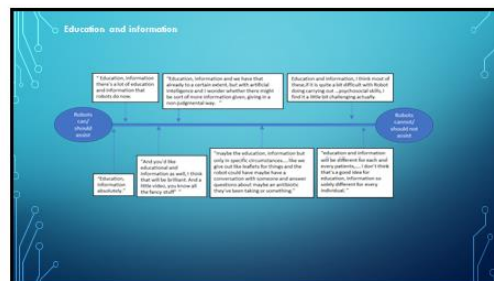 Education and information
" Education, information
there's a lot of education
and information that
robots do now.
"Education, information and we have that
already to a certain extent, but with artificial
intelligence and I wonder whether there might
be sort of more information given, giving in a
non judgmental way. "
Education and information, I think most of
these,if it is quite a bit difficult with Robot
doing carrying out .. psychosocial skills, I
find it a little bit challenging actually
Robots
can/
should
assist
Robots
cannot/
should not
assist
"Education,
information
absolutely. "
"And you'd like
educational and
information as well, I
think that will be brilliant. And a
little video, you know all
the fancy stuff"
"maybe the education, information but
only in specific circumstances.... like we
give out like leaflets for things and the
robot could have maybe have a
conversation with someone and answer
questions about maybe an antibiotic
they've been taking or something."
"education and information
will be different for each and
every patients,.... I don't think
that's a good idea for
education, information so
solely different for every
individual. "